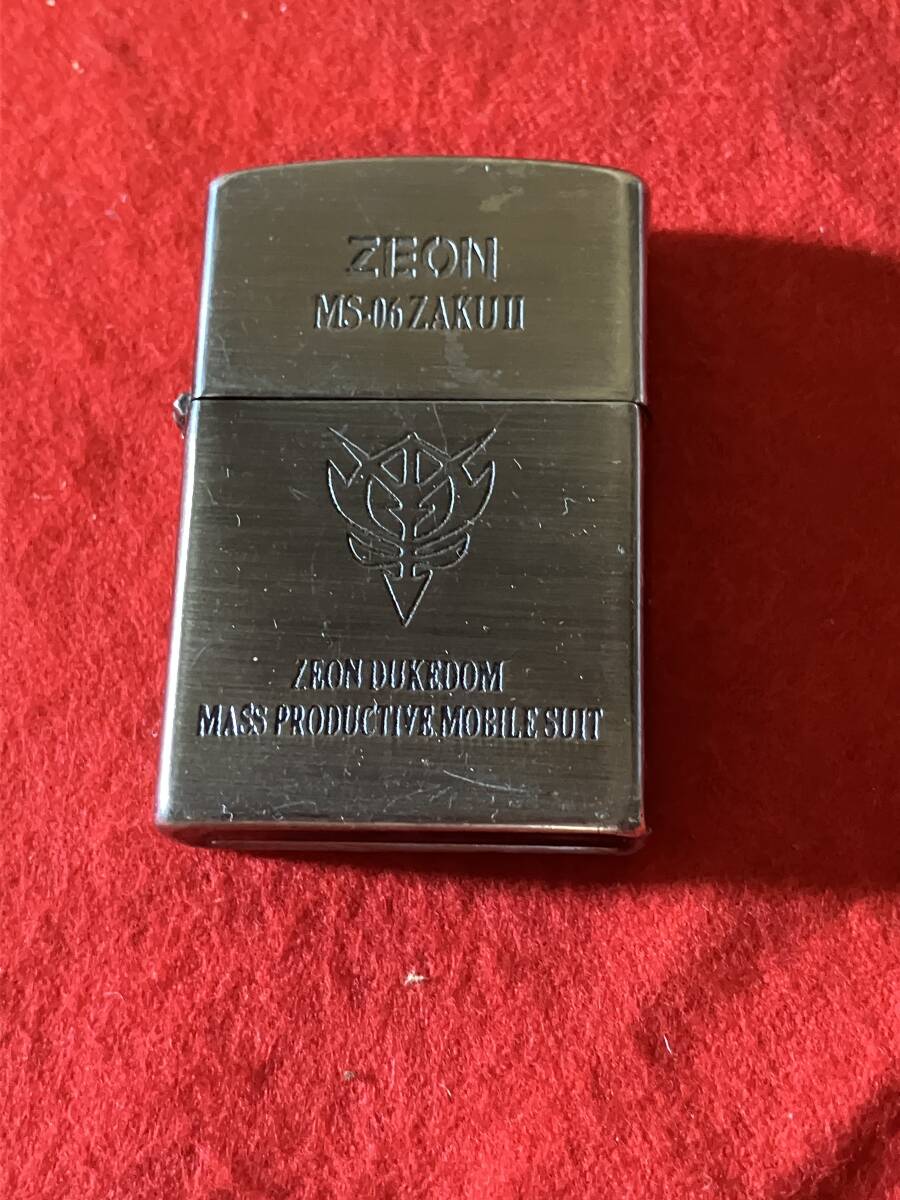 ZEON
MS-06 ZAKU II
ZEON DUKEDOM
MASS PRODUCTIVE MOBILE SUIT